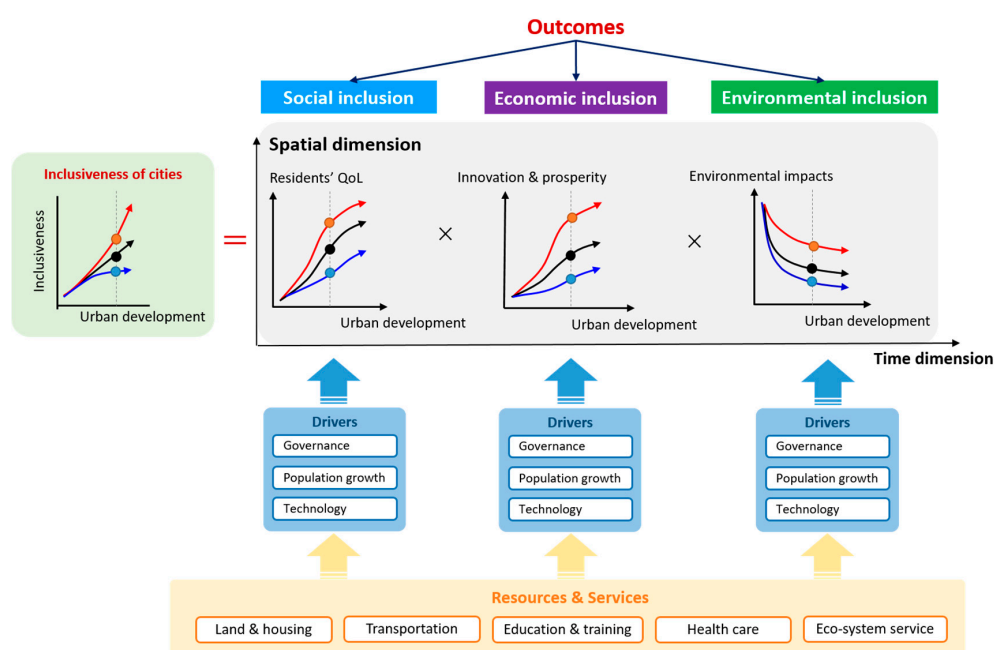 Outcomes
Social inclusion
Economic inclusion
Environmental inclusion
Spatial dimension
Inclusiveness of cities
Inclusiveness
Urban development
=
Residents' QoL
Urban development
×
Innovation & prosperity
Urban development
×
Environmental impacts
Urban development
Time dimension
Drivers
Governance
Population growth
Technology
Drivers
Governance
Population growth
Technology
Drivers
Governance
Population growth
Technology
Resources & Services
Land & housing
Transportation
Education & training
Health care
Eco-system service